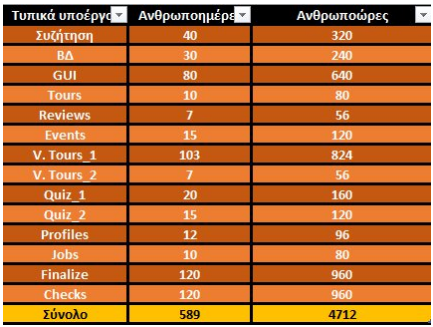 Τυπικά υποέργ Ανθρωποημέρε Ανθρωποώρες
Συζήτηση 40 320
ΒΔ 30 240
GUI 80 640
Tours 10 80
Reviews 7 56
Events 15 120
V. Tours_1 103 824
V. Tours_2 7 56
Quiz_1 20 160
Quiz_2 15 120
Profiles 12 96
Jobs 10 80
Finalize 120 960
Checks 120 960
Σύνολο 589 4712